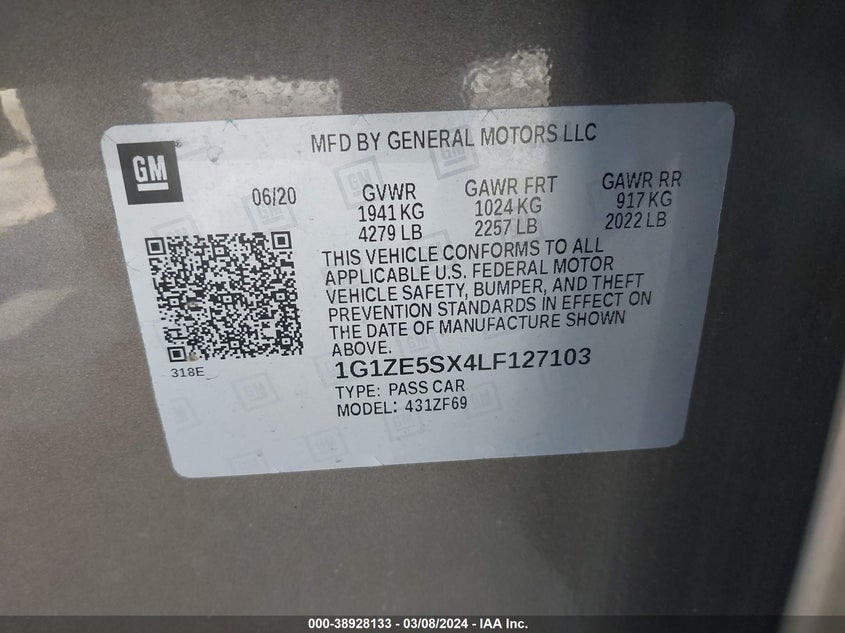 MFD BY GENERAL MOTORS LLC
GM
06/20
GVWR
1941 KG
4279 LB
GAWR FRT
1024 KG
2257 LB
GAWR RR
917 KG
2022 LB
THIS VEHICLE CONFORMS TO ALL
APPLICABLE U.S. FEDERAL MOTOR
VEHICLE SAFETY, BUMPER, AND THEFT
PREVENTION STANDARDS IN EFFECT ON
THE DATE OF MANUFACTURE SHOWN
ABOVE.
318E
1G1ZE5SX4LF127103
TYPE: PASS CAR
MODEL: 431ZF69
000-38928133 - 03/08/2024 - IAA Holdings, LLC.